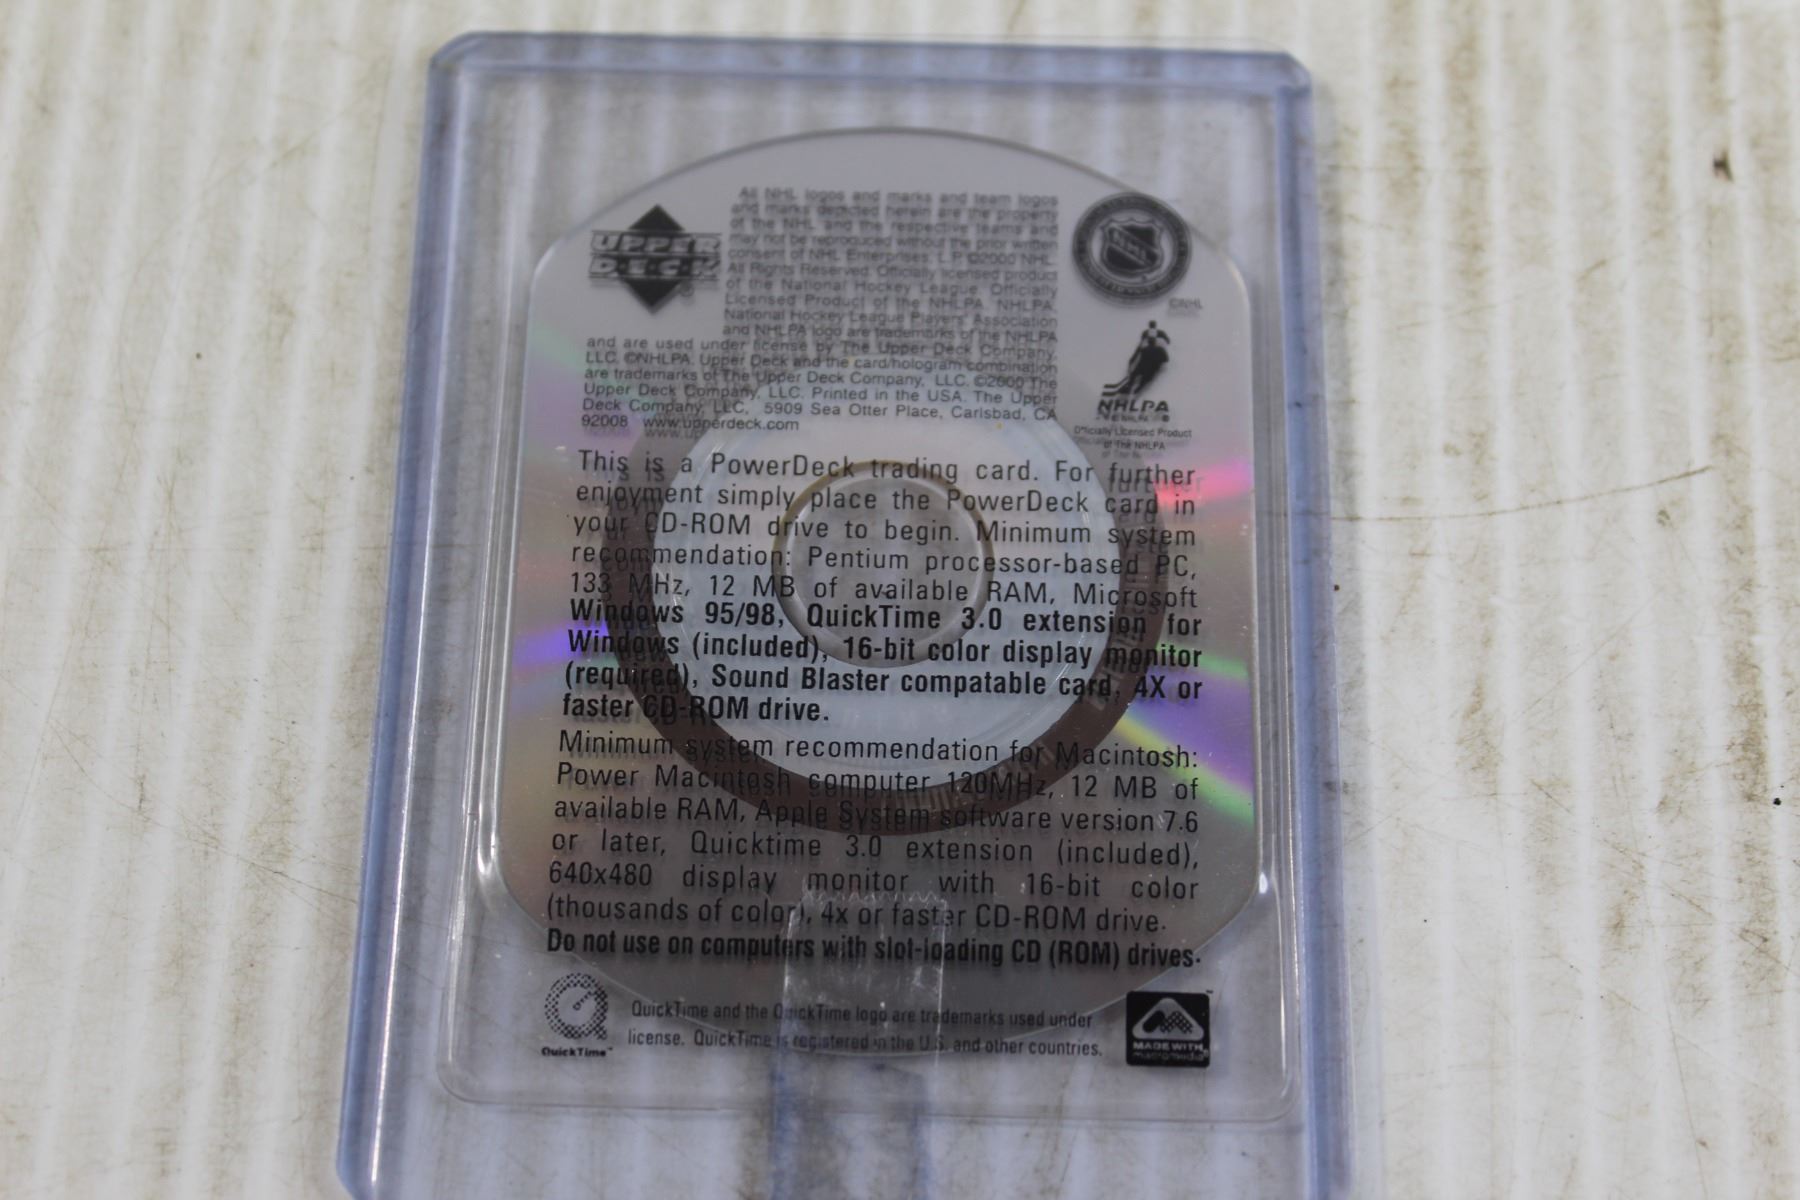 UPPER
D·E·C·K
All NHL logos and marks and team logos
and marks depicted herein are the property
of the NHL and the respective teams and
may not be reproduced without the prior written
consent of NHL Enterprises, L.P. ©2000 NHL.
All Rights Reserved. Officially licensed product
of the National Hockey League. Officially
Licensed Product of the NHLPA. NHLPA,
National Hockey League Players' Association
and NHLPA logo are trademarks of the NHLPA
and are used under license by The Upper Deck Company,
LLC. ©NHLPA. Upper Deck and the card/hologram combination
are trademarks of The Upper Deck Company, LLC. ©2000 The
Upper Deck Company, LLC. Printed in the USA. The Upper
Deck Company, LLC, 5909 Sea Otter Place, Carlsbad, CA
92008 www.upperdeck.com
NHL
©NHL
NHLPA
Officially Licensed Product
of The NHLPA
This is a PowerDeck trading card. For further
enjoyment simply place the PowerDeck card in
your CD-ROM drive to begin. Minimum system
recommendation: Pentium processor-based PC,
133 MHz, 12 MB of available RAM, Microsoft
Windows 95/98, QuickTime 3.0 extension for
Windows (included), 16-bit color display monitor
(required), Sound Blaster compatable card, 4X or
faster CD-ROM drive.
Minimum system recommendation for Macintosh:
Power Macintosh computer 120MHz, 12 MB of
available RAM, Apple System software version 7.6
or later, Quicktime 3.0 extension (included),
640x480 display monitor with 16-bit color
(thousands of color), 4x or faster CD-ROM drive.
Do not use on computers with slot-loading CD (ROM) drives.
QuickTime™
QuickTime and the QuickTime logo are trademarks used under
license. QuickTime is registered in the U.S. and other countries.
MADE WITH
macromedia®